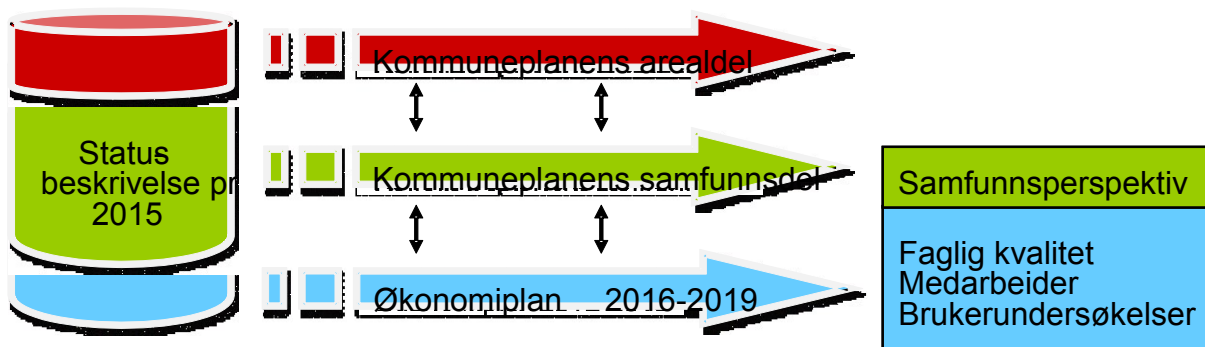 Kommuneplanens arealdel
Status
beskrivelse pr
2015
Kommuneplanens samfunnsdel
Samfunnsperspektiv
Økonomiplan 2016-2019
Faglig kvalitet
Medarbeider
Brukerundersøkelser